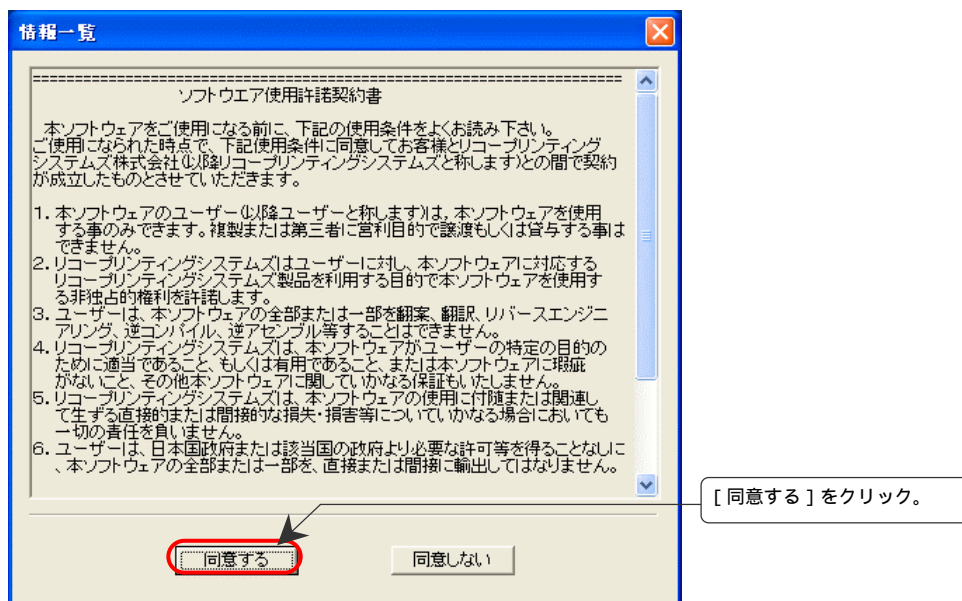 情報一覧
=======================================================================
ソフトウエア使用許諾契約書
本ソフトウェアをご使用になる前に、下記の使用条件をよくお読み下さい。
ご使用になられた時点で、下記使用条件に同意してお客様とリコープリンティング
システムズ株式会社(以降リコープリンティングシステムズと称します)との間で契約
が成立したものとさせていただきます。
1. 本ソフトウェアのユーザー(以降ユーザーと称します)は,本ソフトウェアを使用
する事のみできます。複製または第三者に営利目的で譲渡もしくは貸与する事は
できません。
2. リコープリンティングシステムズはユーザーに対し、本ソフトウェアに対応する
リコープリンティングシステムズ製品を利用する目的で本ソフトウェアを使用す
る非独占的権利を許諾します。
3. ユーザーは、本ソフトウェアの全部または一部を翻案、翻訳、リバースエンジニ
アリング、逆コンパイル、逆アセンブル等することはできません。
4. リコープリンティングシステムズは、本ソフトウェアがユーザーの特定の目的の
ために適当であること、もしくは有用であること、または本ソフトウェアに瑕疵
がないこと、その他本ソフトウェアに関していかなる保証もいたしません。
5. リコープリンティングシステムズは、本ソフトウェアの使用に付随または関連し
て生ずる直接的または間接的な損失・損害等についていかなる場合においても
一切の責任を負いません。
6. ユーザーは、日本国政府または該当国の政府より必要な許可等を得ることなしに
、本ソフトウェアの全部または一部を、直接または間接に輸出してはなりません。
[ 同意する ] をクリック。
同意する
同意しない